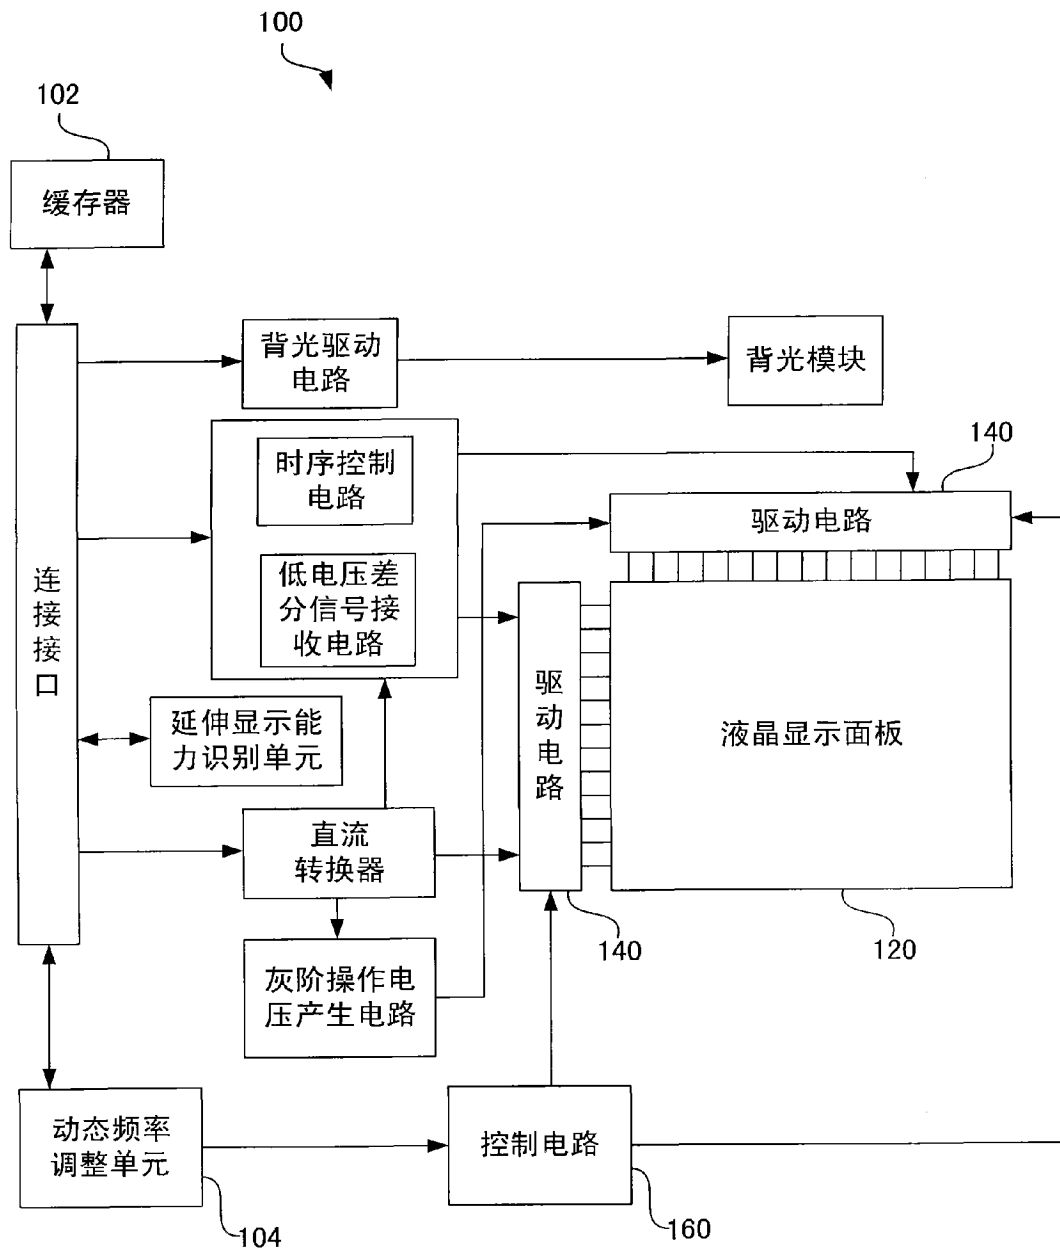 100
102
缓存器
背光驱动
电路
背光模块
140
时序控制
电路
驱动电路
低电压差
分信号接
收电路
连接接口
驱动电路
液晶显示面板
延伸显示能
力识别单元
直流
转换器
140
120
灰阶操作电
压产生电路
动态频率
调整单元
控制电路
104
160